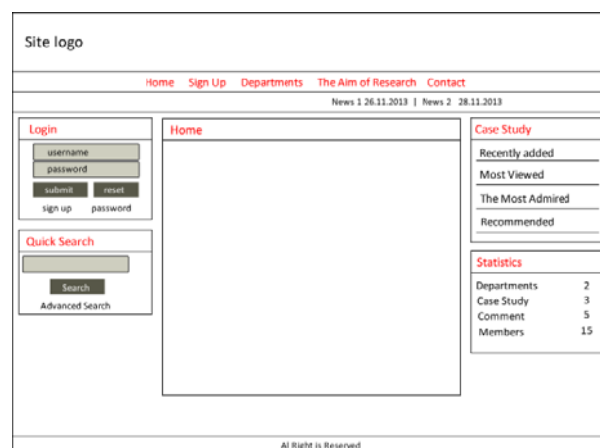 Site logo
Home Sign Up Departments The Aim of Research Contact
News 1 26.11.2013 | News 2 28.11.2013
Login
username
password
submit reset
sign up password
Quick Search
Search
Advanced Search
Home
Case Study
Recently added
Most Viewed
The Most Admired
Recommended
Statistics
Departments 2
Case Study 3
Comment 5
Members 15
Al Right is Reserved